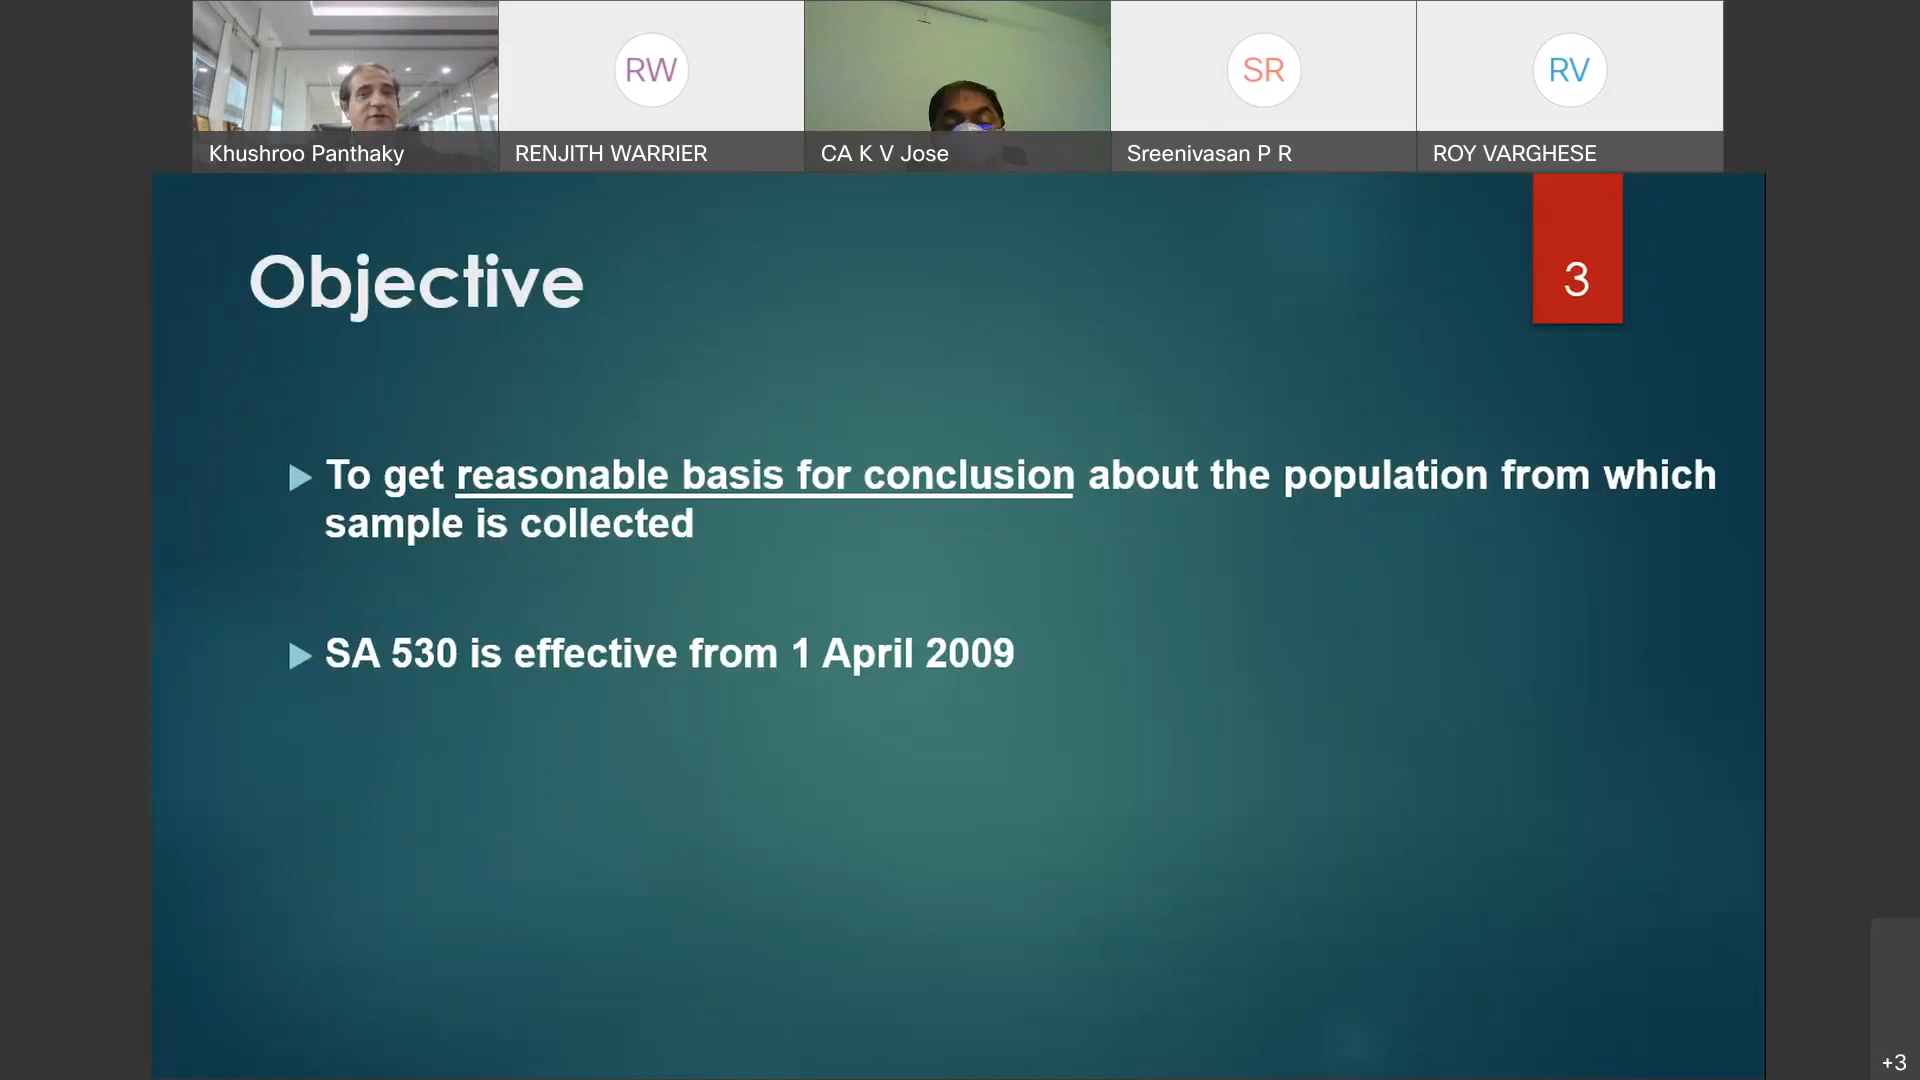 RW
SR
RV
Khushroo Panthaky
RENJITH WARRIER
CA K V Jose
Sreenivasan P R
ROY VARGHESE
Objective
3
To get reasonable basis for conclusion about the population from which
sample is collected
SA 530 is effective from 1 April 2009
+3